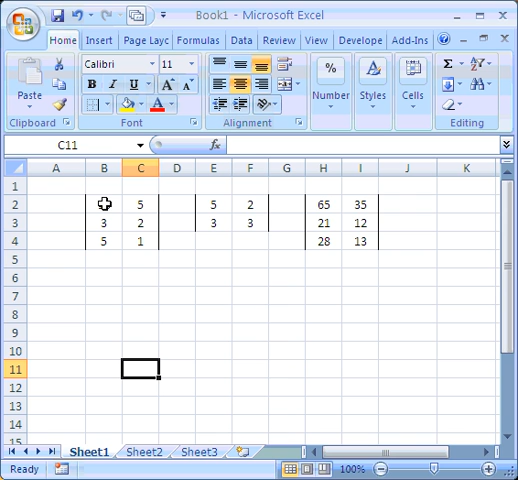 Book1 - Microsoft Excel
Home Insert Page Layou Formulas Data Review View Develope Add-Ins
Calibri 11
Paste B I U A A Number Styles Cells
Clipboard Font Alignment Editing
C11 fx
A B C D E F G H I J K
1
2 5 5 2 65 35
3 3 2 3 3 21 12
4 5 1 28 13
5
6
7
8
9
10
11
12
13
14
15
Sheet1 Sheet2 Sheet3
Ready 100%